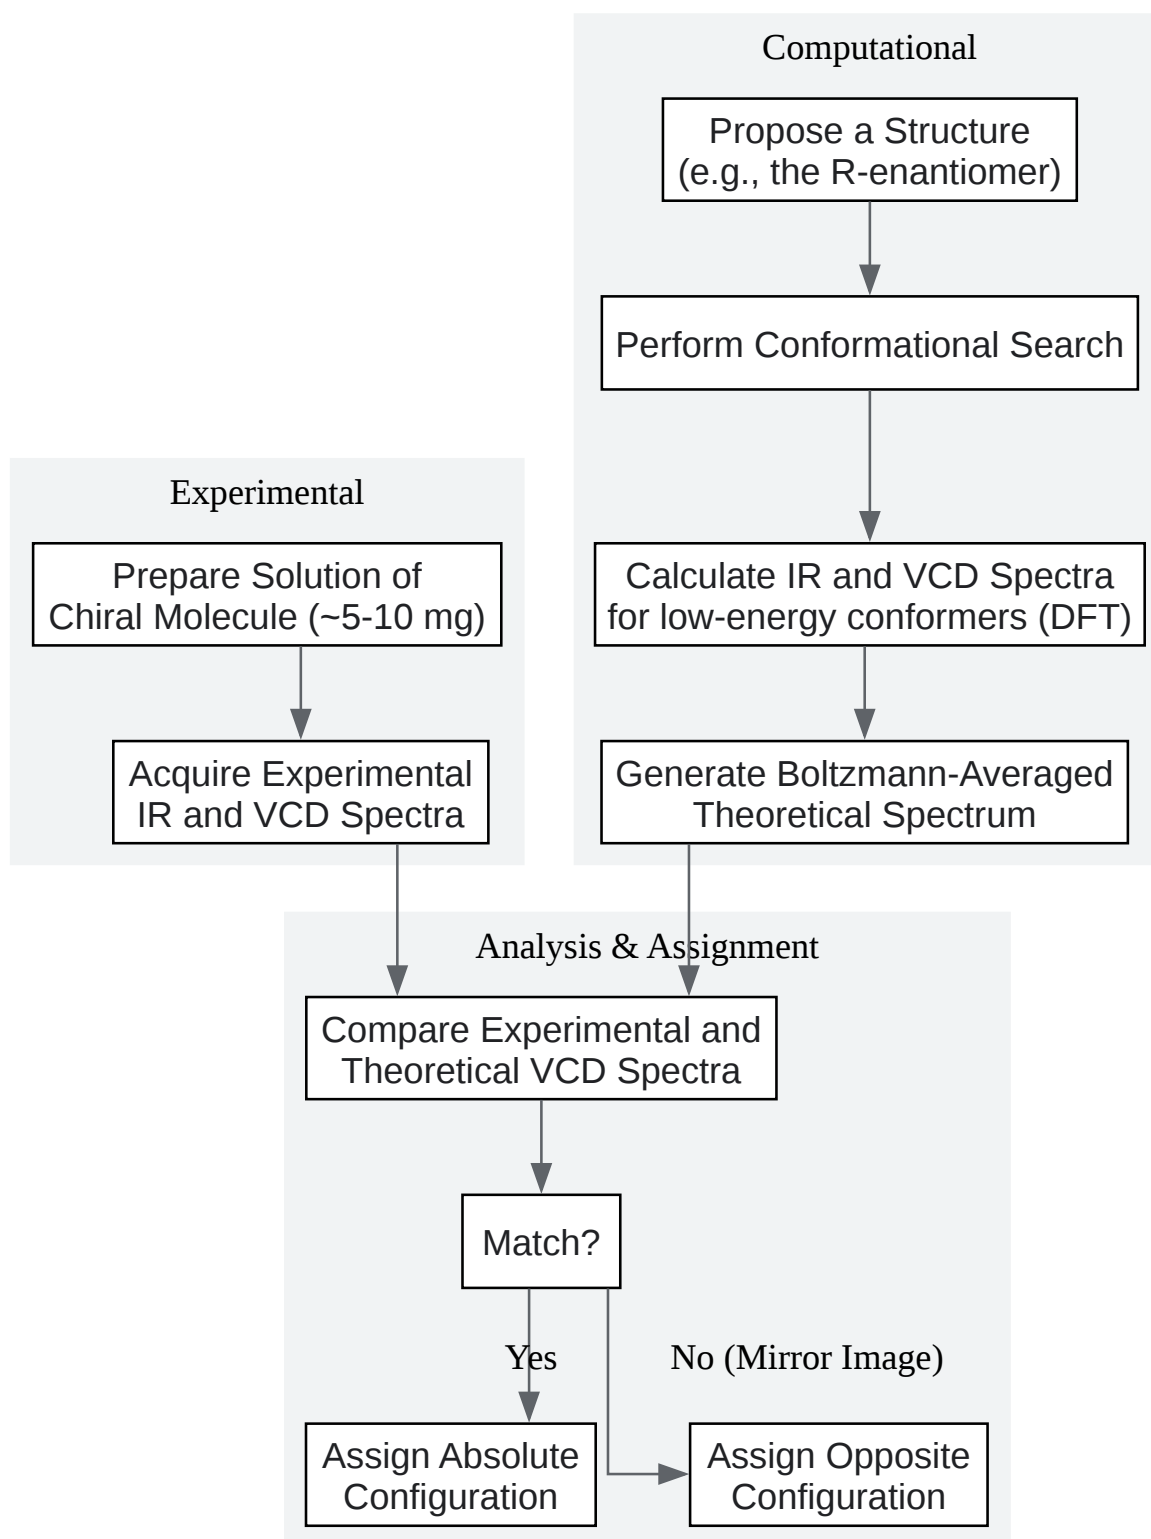 Computational
Propose a Structure
(e.g., the R-enantiomer)
Perform Conformational Search
Experimental
Prepare Solution of
Chiral Molecule (~5-10 mg)
Calculate IR and VCD Spectra
for low-energy conformers (DFT)
Acquire Experimental
IR and VCD Spectra
Generate Boltzmann-Averaged
Theoretical Spectrum
Analysis & Assignment
Compare Experimental and
Theoretical VCD Spectra
Match?
Yes
No (Mirror Image)
Assign Absolute
Configuration
Assign Opposite
Configuration